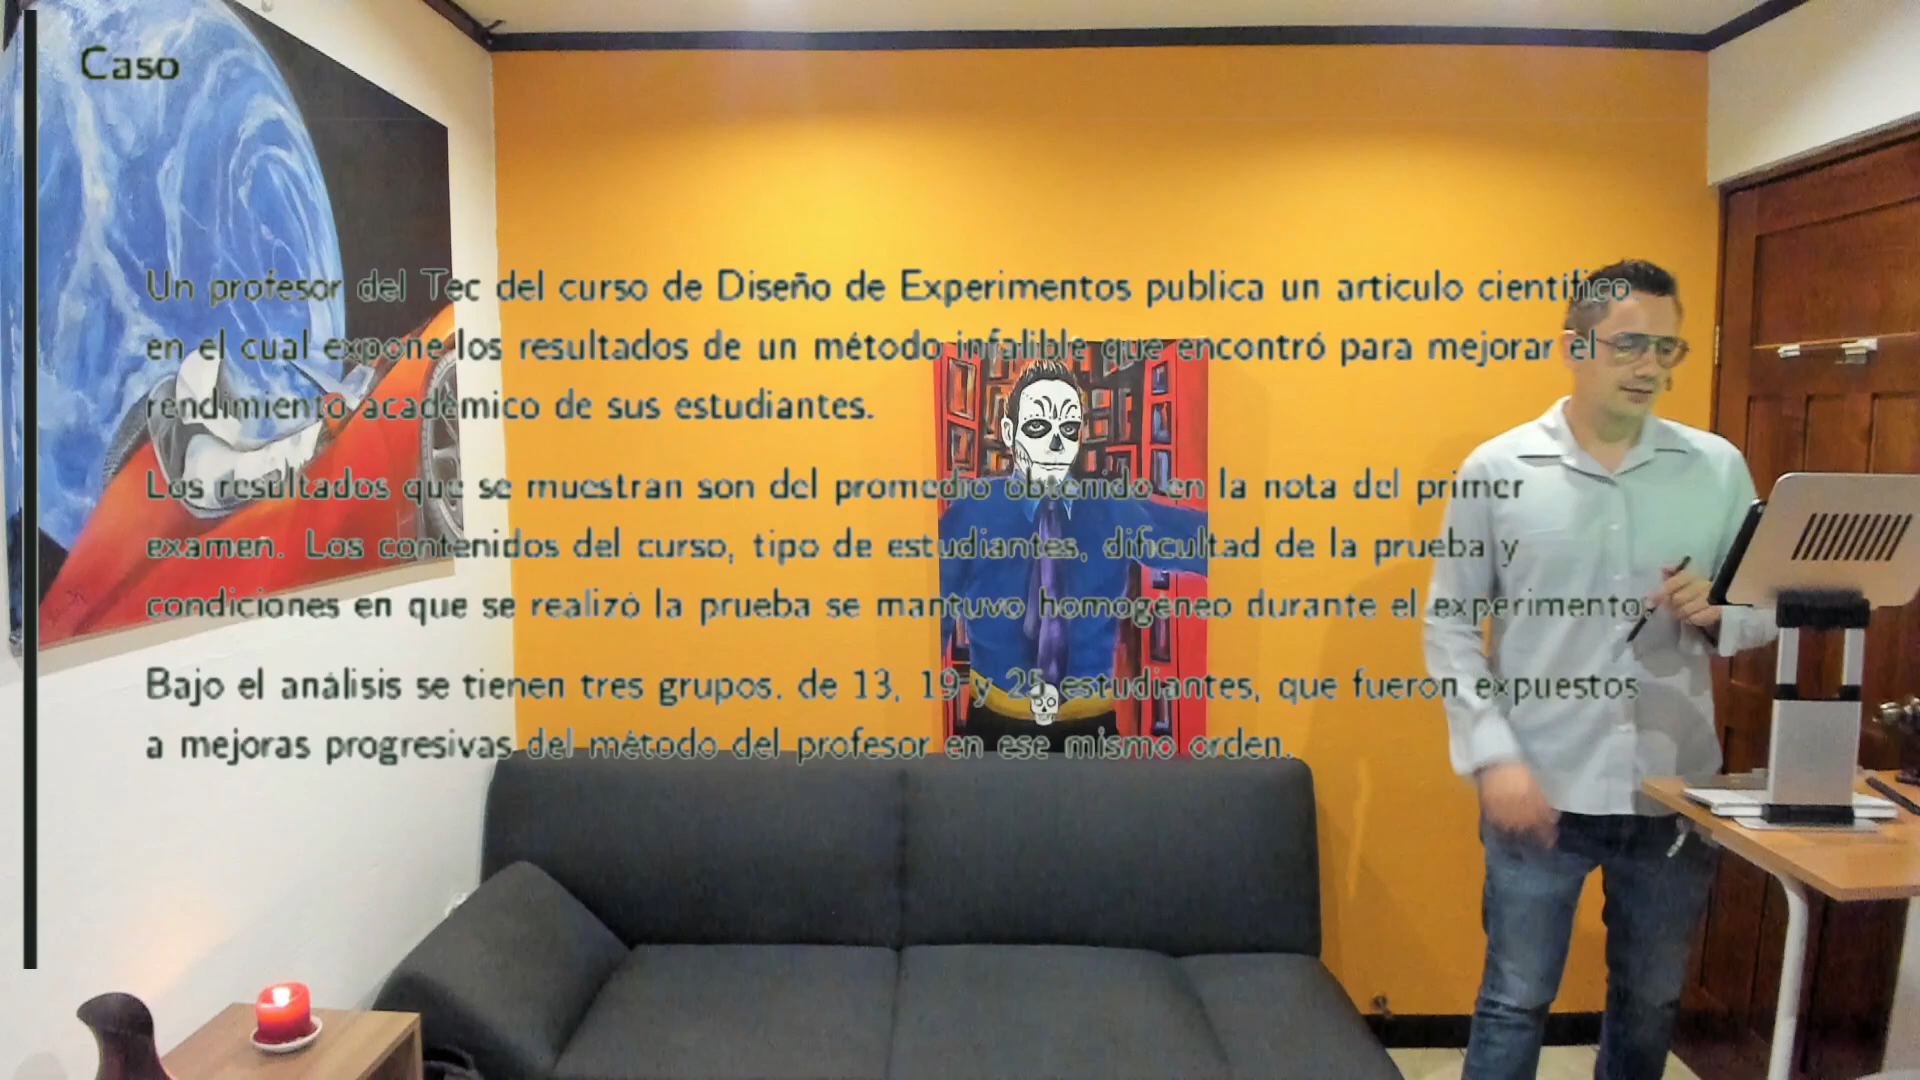 Caso
Un profesor del Tec del curso de Diseño de Experimentos publica un artículo científico
en el cual expone los resultados de un método infalible que encontró para mejorar el
rendimiento académico de sus estudiantes.
Los resultados que se muestran son del promedio obtenido en la nota del primer
examen. Los contenidos del curso, tipo de estudiantes, dificultad de la prueba y
condiciones en que se realizó la prueba se mantuvo homogéneo durante el experimento.
Bajo el análisis se tienen tres grupos. de 13, 19 y 25 estudiantes, que fueron expuestos
a mejoras progresivas del método del profesor en ese mismo orden.